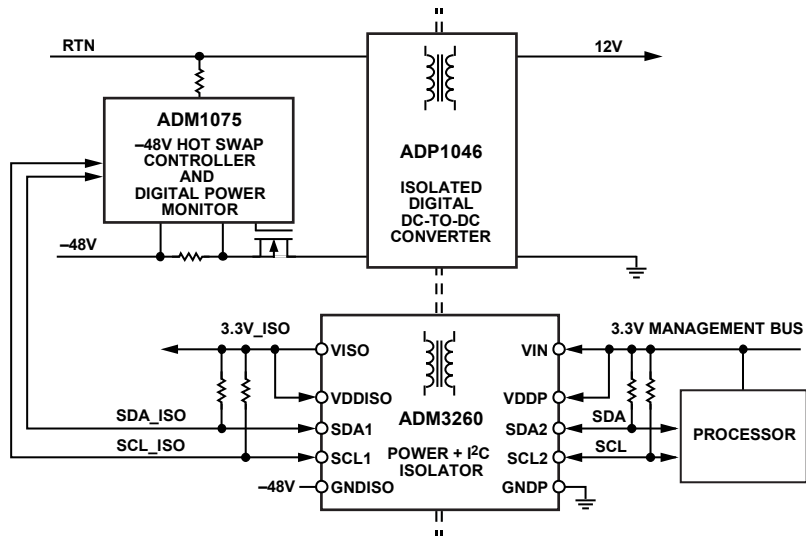 RTN
12V
ADM1075
–48V HOT SWAP
CONTROLLER
AND
DIGITAL POWER
MONITOR
ADP1046
ISOLATED
DIGITAL
DC-TO-DC
CONVERTER
–48V
3.3V_ISO
VISO
VIN
3.3V MANAGEMENT BUS
VDDISO
VDDP
ADM3260
SDA_ISO
SDA1
SDA2
SDA
PROCESSOR
SCL_ISO
SCL1
POWER + I²C
ISOLATOR
SCL2
SCL
–48V
GNDISO
GNDP